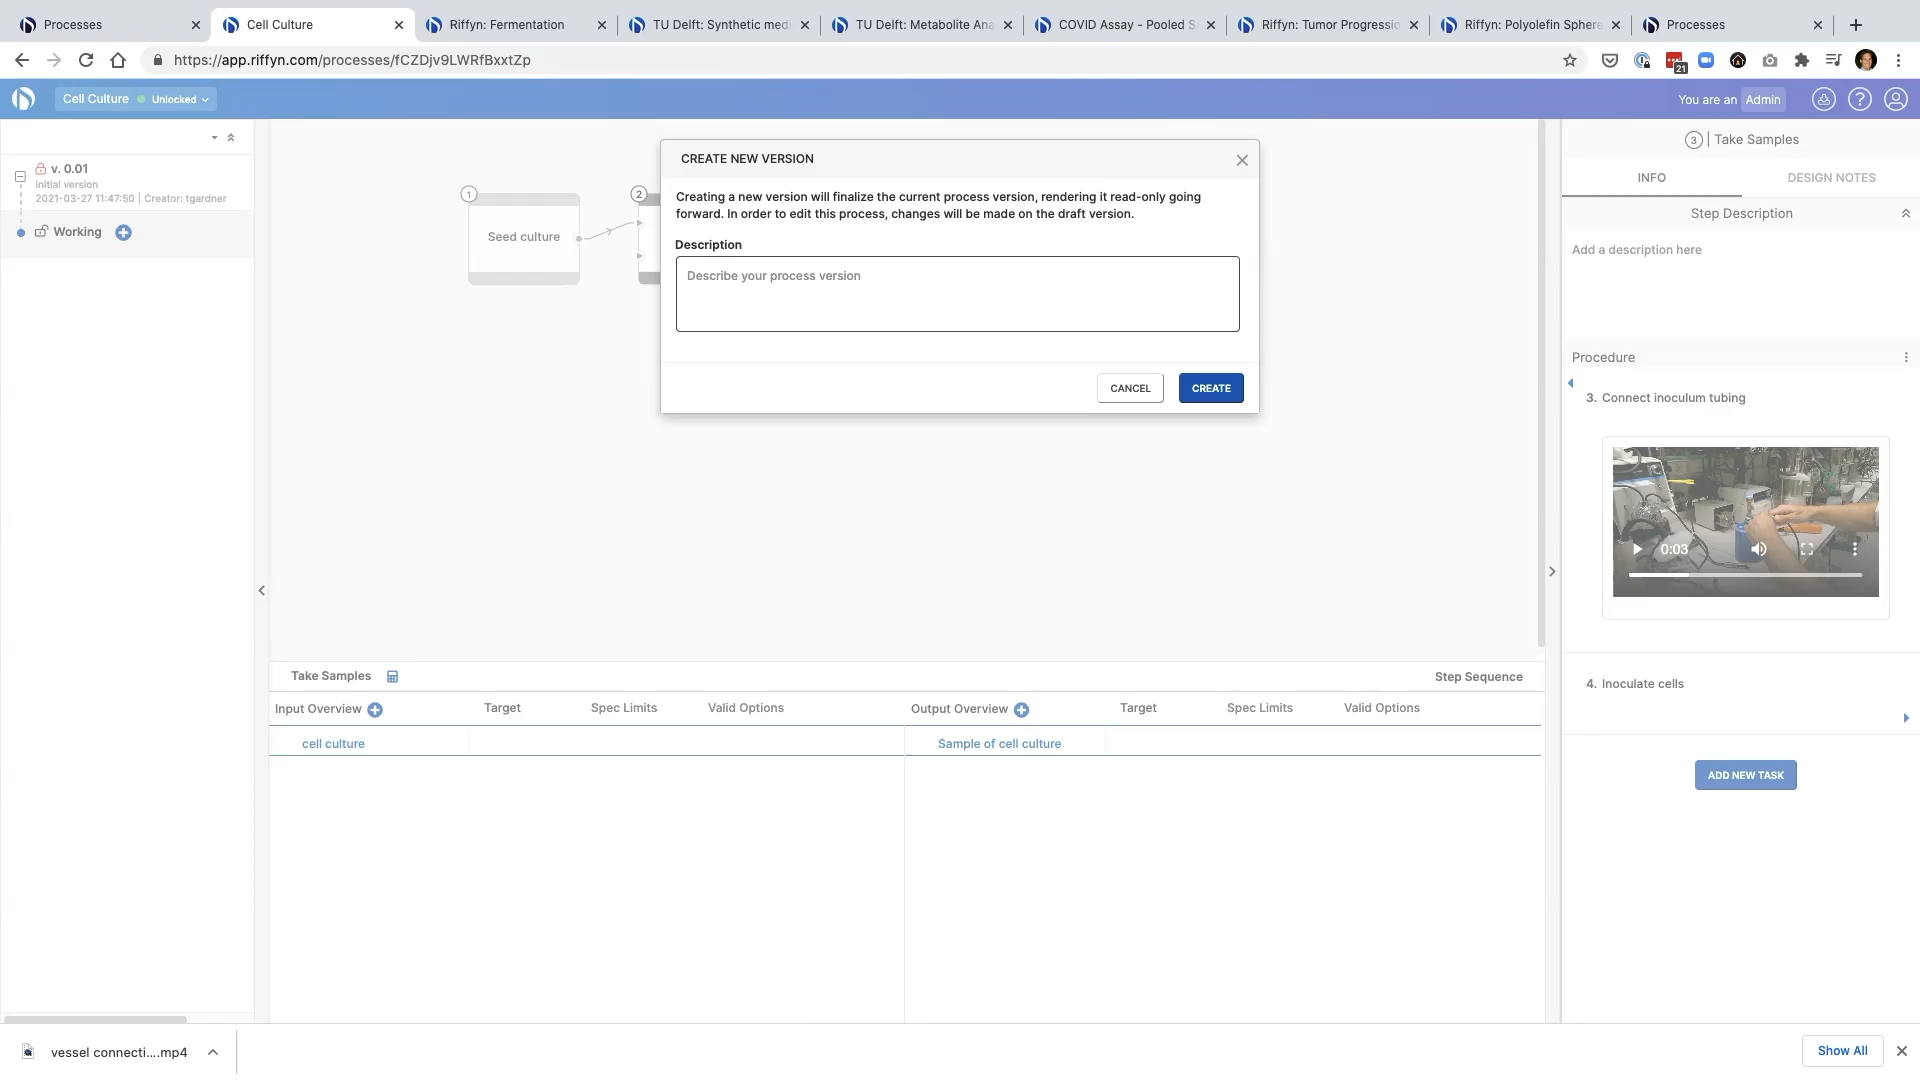 Processes
Cell Culture
Riffyn: Fermentation
TU Delft: Synthetic med
TU Delft: Metabolite Ana
COVID Assay - Pooled S
Riffyn: Tumor Progressio
Riffyn: Polyolefin Sphere
Processes
https://app.riffyn.com/processes/fCZDjv9LWRfBxxtZp
21
Cell Culture Unlocked
You are an Admin
v. 0.01
initial version
2021-03-27 11:47:50 | Creator: tgardner
Working
1
Seed culture
2
CREATE NEW VERSION
Creating a new version will finalize the current process version, rendering it read-only going
forward. In order to edit this process, changes will be made on the draft version.
Description
Describe your process version
CANCEL
CREATE
3 | Take Samples
INFO
DESIGN NOTES
Step Description
Add a description here
Procedure
3. Connect inoculum tubing
0:03
4. Inoculate cells
ADD NEW TASK
Take Samples
Step Sequence
Input Overview
Target
Spec Limits
Valid Options
Output Overview
Target
Spec Limits
Valid Options
cell culture
Sample of cell culture
vessel connecti....mp4
Show All